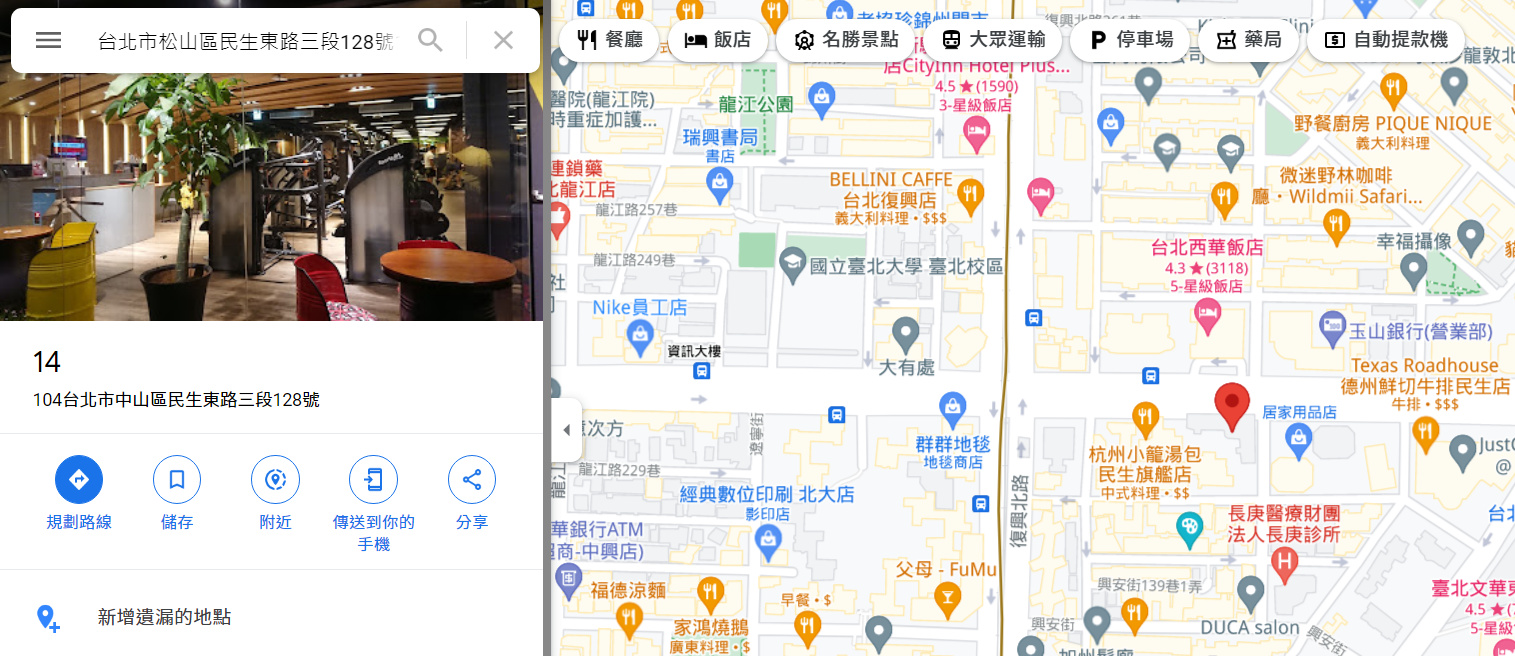 台北市松山區民生東路三段128號
14
104台北市中山區民生東路三段128號
規劃路線
儲存
附近
傳送到你的
手機
分享
新增遺漏的地點
餐廳
飯店
名勝景點
大眾運輸
停車場
藥局
自動提款機
店CityInn Hotel Plus...
4.5 ★ (1590)
3-星級飯店
醫院(龍江院)
時重症加護...
龍江公園
瑞興書局
書店
連鎖藥
龍江店
龍江路257巷
BELLINI CAFFE
台北復興店
義大利料理・$$$
野餐廚房 PIQUE NIQUE
義大利料理
微迷野林咖啡
廳・Wildmii Safari...
龍江路249巷
國立臺北大學 臺北校區
台北西華飯店
4.3 ★ (3118)
5-星級飯店
幸福攝像
社
Nike員工店
資訊大樓
大有處
玉山銀行(營業部)
Texas Roadhouse
德州鮮切牛排民生店
牛排・$$$
居家用品店
次方
遼寧街
群群地毯
地毯商店
龍江路229巷
杭州小籠湯包
民生旗艦店
中式料理・$$
JustC
@
復興北路
經典數位印刷 北大店
影印店
長庚醫療財團
法人長庚診所
台北
華銀行ATM
超商-中興店)
父母 - FuMu
福德涼麵
早餐・$
興安街139巷1弄
臺北文華東
4.5 ★
5-星級
家鴻燒鵝
廣東料理・$
興安街
DUCA salon
興安街